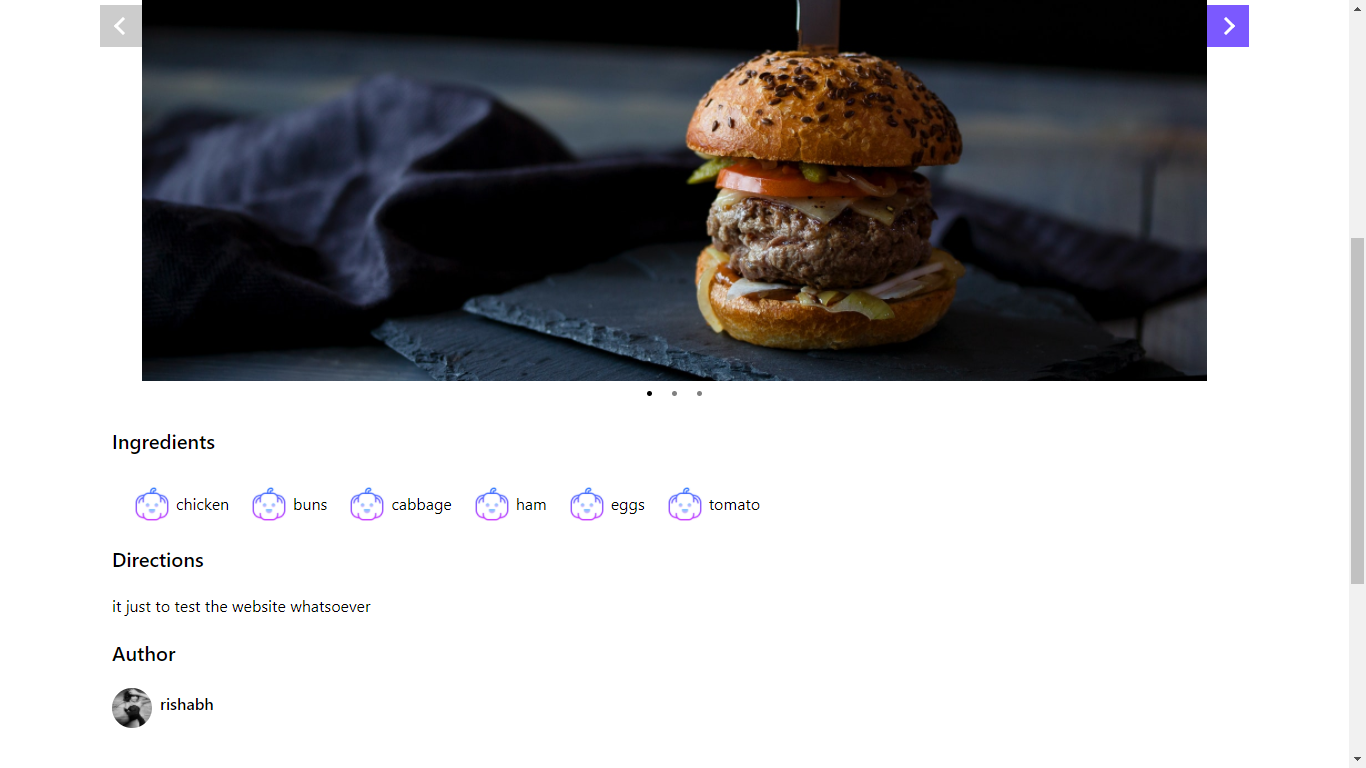 Ingredients
chicken buns cabbage ham eggs tomato
Directions
it just to test the website whatsoever
Author
rishabh